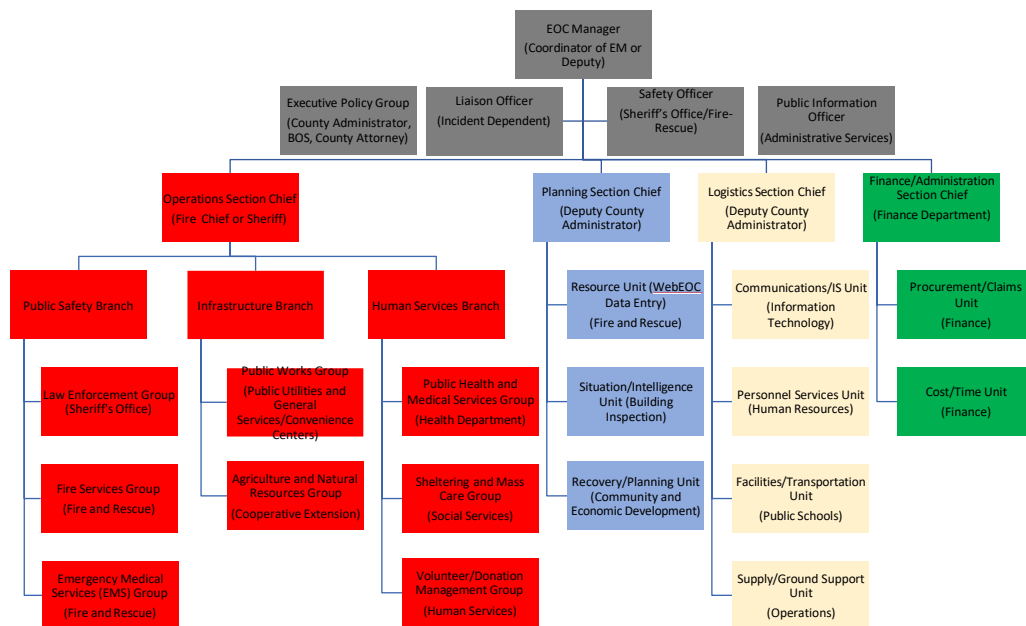 EOC Manager
(Coordinator of EM or
Deputy)
Executive Policy Group
(County Administrator,
BOS, County Attorney)
Liaison Officer
(Incident Dependent)
Safety Officer
(Sheriff's Office/Fire-
Rescue)
Public Information
Officer
(Administrative Services)
Operations Section Chief
(Fire Chief or Sheriff)
Planning Section Chief
(Deputy County
Administrator)
Logistics Section Chief
(Deputy County
Administrator)
Finance/Administration
Section Chief
(Finance Department)
Public Safety Branch
Infrastructure Branch
Human Services Branch
Resource Unit (WebEOC
Data Entry)
(Fire and Rescue)
Communications/IS Unit
(Information
Technology)
Procurement/Claims
Unit
(Finance)
Law Enforcement Group
(Sheriff's Office)
Public Works Group
(Public Utilities and
General
Services/Convenience
Centers)
Public Health and
Medical Services Group
(Health Department)
Situation/Intelligence
Unit (Building
Inspection)
Personnel Services Unit
(Human Resources)
Cost/Time Unit
(Finance)
Fire Services Group
(Fire and Rescue)
Agriculture and Natural
Resources Group
(Cooperative Extension)
Sheltering and Mass
Care Group
(Social Services)
Recovery/Planning Unit
(Community and
Economic Development)
Facilities/Transportation
Unit
(Public Schools)
Emergency Medical
Services (EMS) Group
(Fire and Rescue)
Volunteer/Donation
Management Group
(Human Services)
Supply/Ground Support
Unit
(Operations)